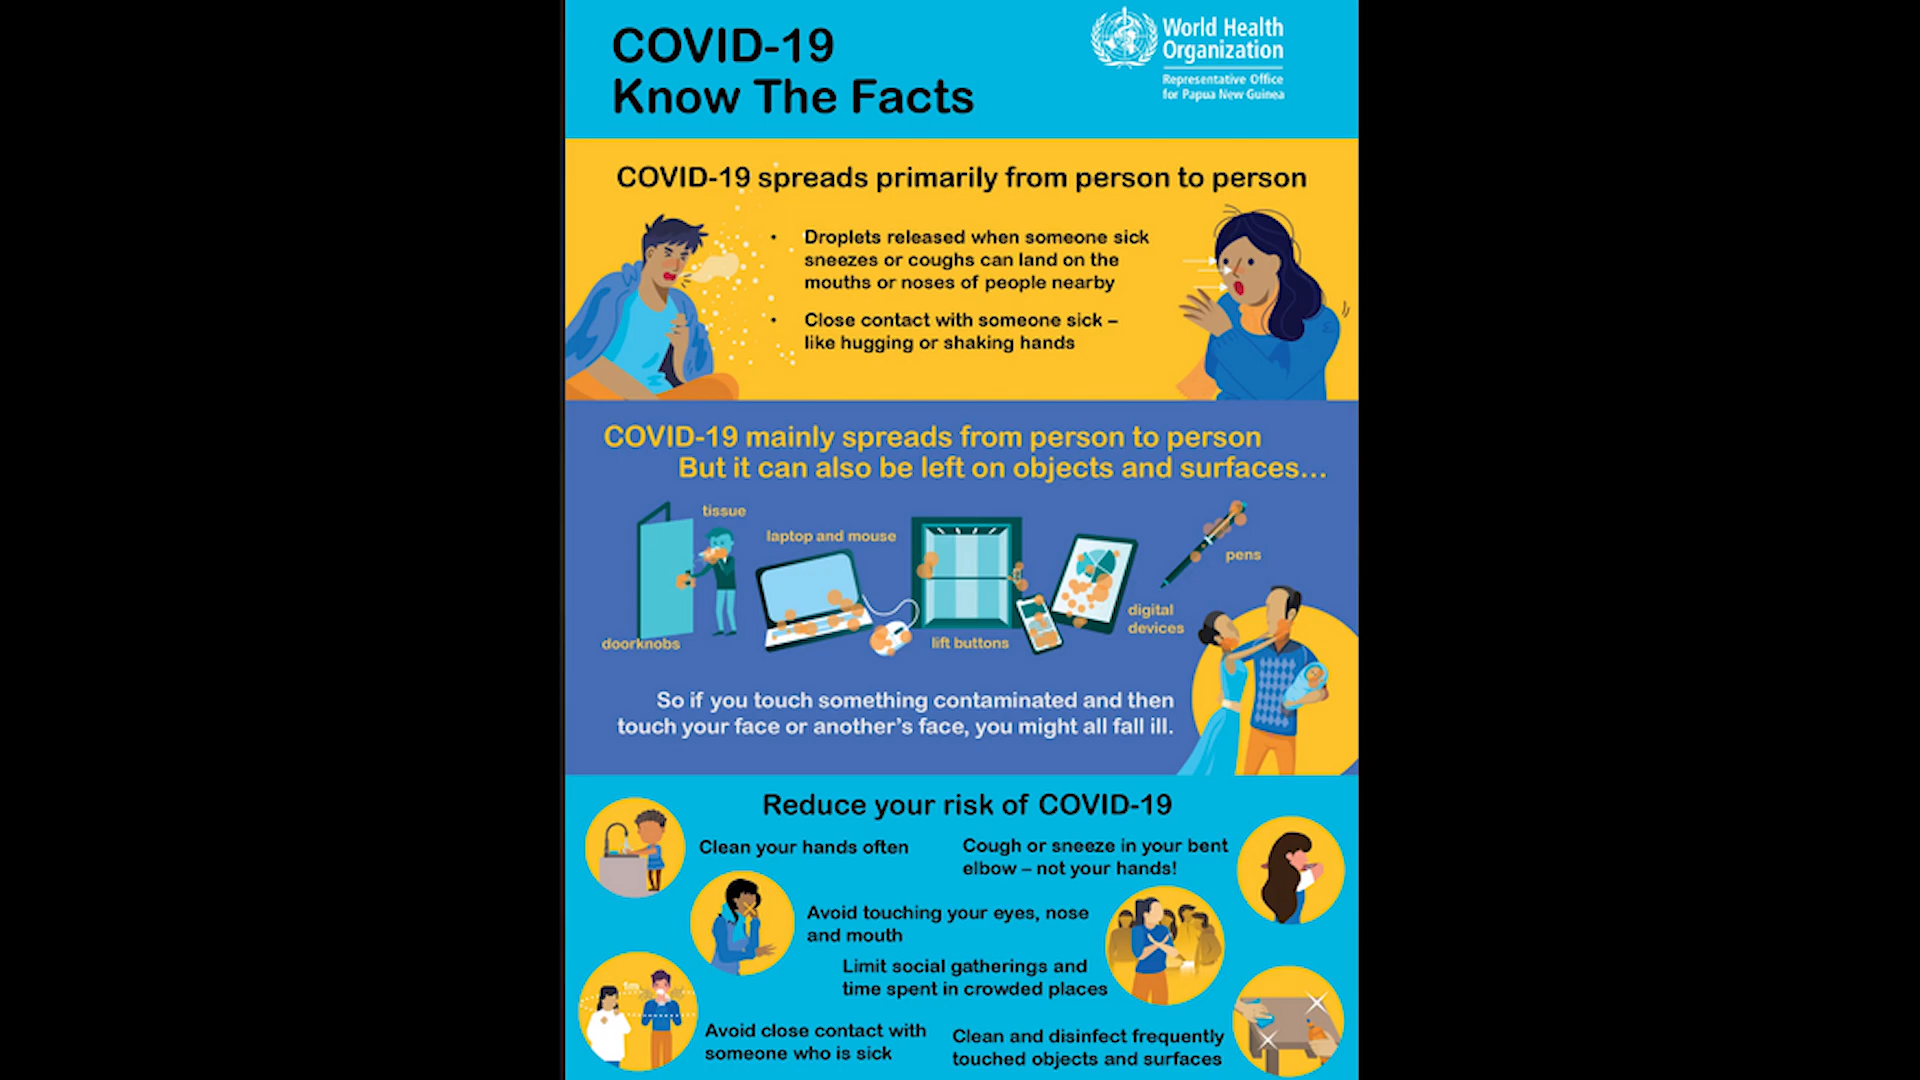 COVID-19
Know The Facts
World Health
Organization
Representative Office
for Papua New Guinea
COVID-19 spreads primarily from person to person
• Droplets released when someone sick
sneezes or coughs can land on the
mouths or noses of people nearby
• Close contact with someone sick –
like hugging or shaking hands
COVID-19 mainly spreads from person to person
But it can also be left on objects and surfaces...
tissue
laptop and mouse
pens
digital
devices
doorknobs
lift buttons
So if you touch something contaminated and then
touch your face or another's face, you might all fall ill.
Reduce your risk of COVID-19
Clean your hands often
Cough or sneeze in your bent
elbow – not your hands!
Avoid touching your eyes, nose
and mouth
Limit social gatherings and
time spent in crowded places
1m
Avoid close contact with
someone who is sick
Clean and disinfect frequently
touched objects and surfaces